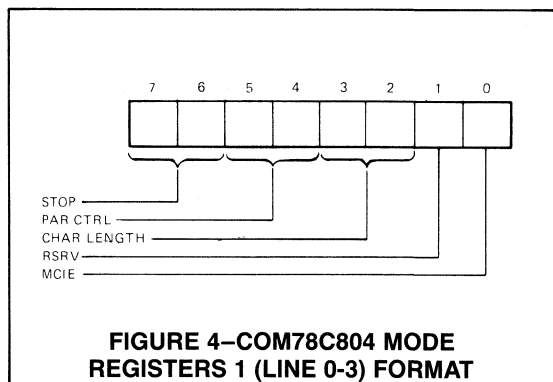 7 6 5 4 3 2 1 0
STOP
PAR CTRL
CHAR LENGTH
RSRV
MCIE
FIGURE 4–COM78C804 MODE
REGISTERS 1 (LINE 0-3) FORMAT